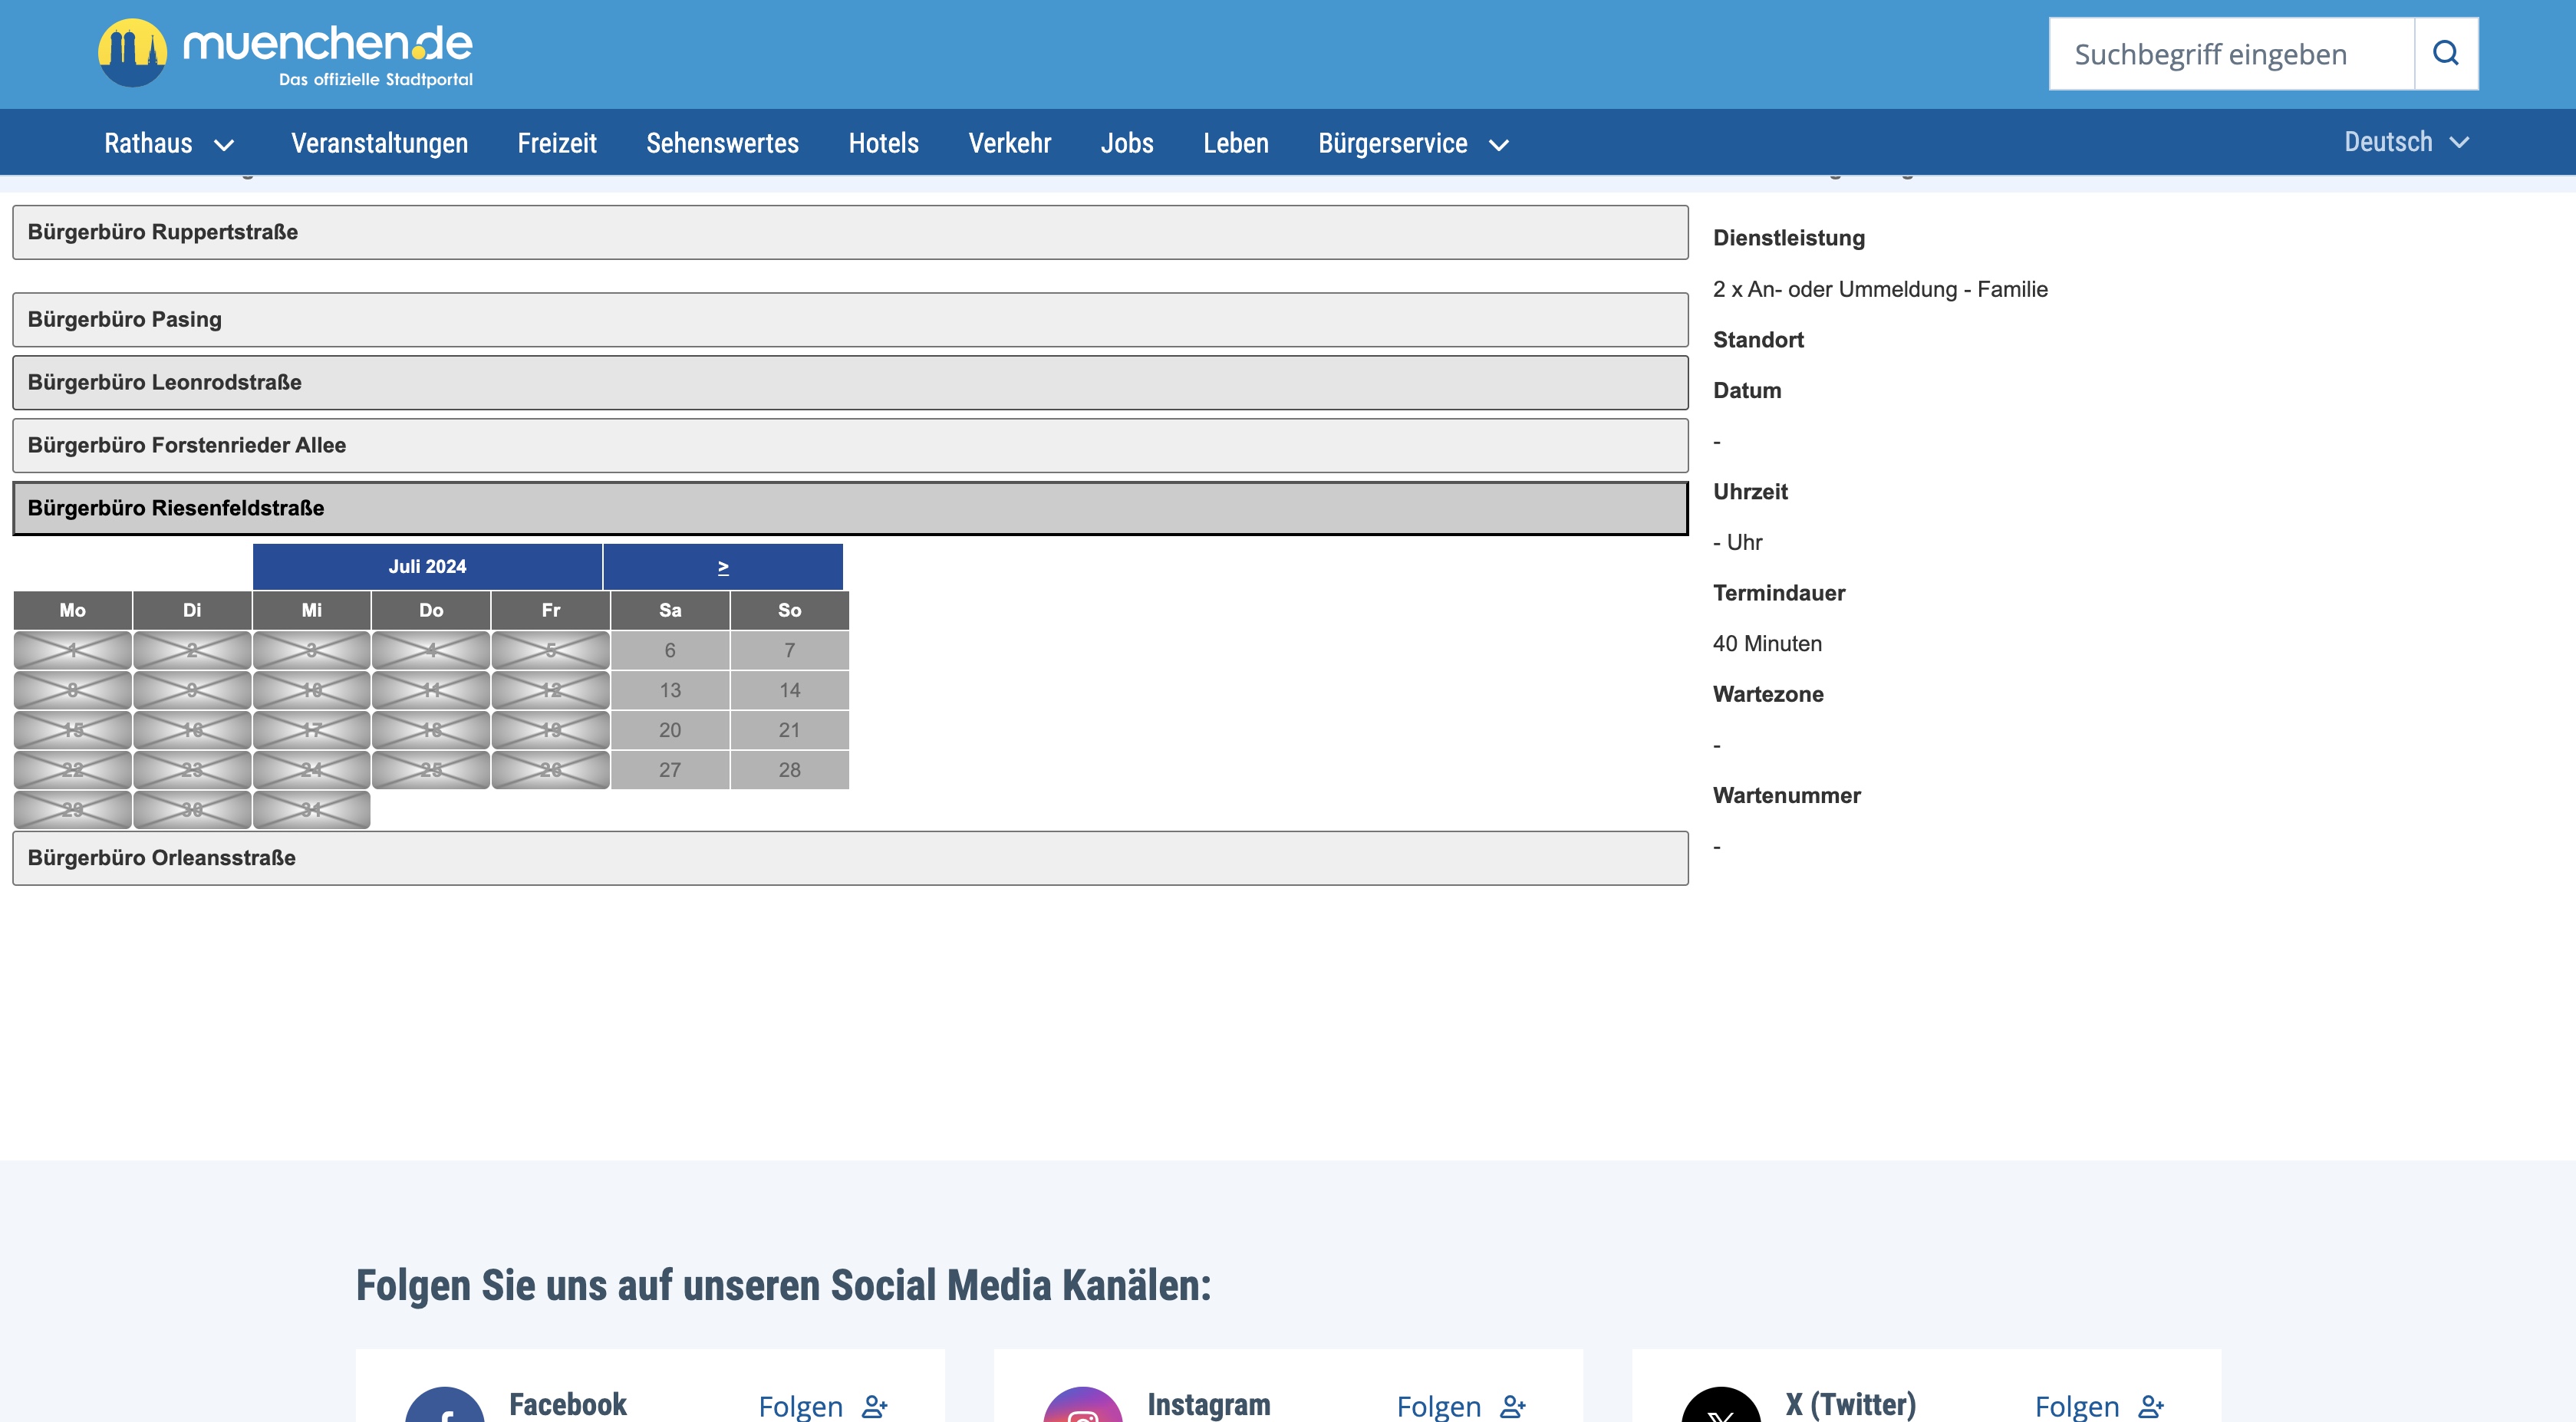 muenchen.de
Das offizielle Stadtportal
Suchbegriff eingeben
Rathaus Veranstaltungen Freizeit Sehenswertes Hotels Verkehr Jobs Leben Bürgerservice Deutsch
Bürgerbüro Ruppertstraße
Bürgerbüro Pasing
Bürgerbüro Leonrodstraße
Bürgerbüro Forstenrieder Allee
Bürgerbüro Riesenfeldstraße
Juli 2024 >
Mo Di Mi Do Fr Sa So
1 2 3 4 5 6 7
8 9 10 11 12 13 14
15 16 17 18 19 20 21
22 23 24 25 26 27 28
29 30 31
Bürgerbüro Orleansstraße
Dienstleistung
2 x An- oder Ummeldung - Familie
Standort
Datum
-
Uhrzeit
- Uhr
Termindauer
40 Minuten
Wartezone
-
Wartenummer
-
Folgen Sie uns auf unseren Social Media Kanälen:
Facebook Folgen
Instagram Folgen
X (Twitter) Folgen